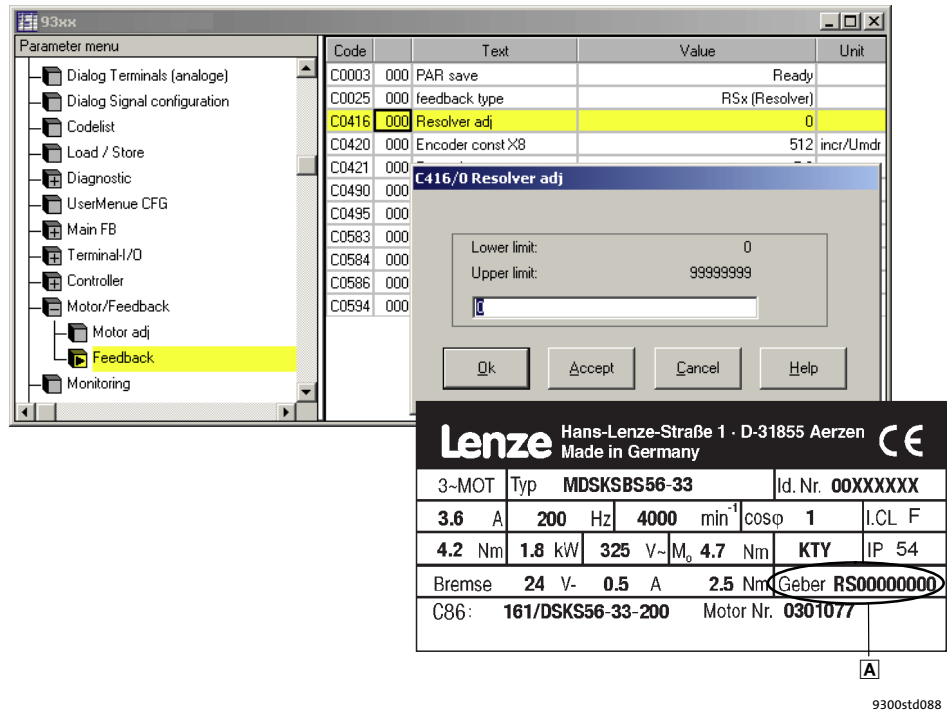 93xx
Parameter menu
Dialog Terminals (analoge)
Dialog Signal configuration
Codelist
Load / Store
Diagnostic
UserMenue CFG
Main FB
Terminal-I/O
Controller
Motor/Feedback
Motor adj
Feedback
Monitoring
Code Text Value Unit
C0003 000 PAR save Ready
C0025 000 feedback type RSx (Resolver)
C0416 000 Resolver adj 0
C0420 000 Encoder const X8 512 incr/Umdr
C0421 000
C0490 000
C0495 000
C0583 000
C0584 000
C0586 000
C0594 000
C416/0 Resolver adj
Lower limit: 0
Upper limit: 99999999
0
Ok Accept Cancel Help
Lenze Hans-Lenze-Straße 1 · D-31855 Aerzen
Made in Germany CE
3~MOT Typ MDSKSBS56-33 Id. Nr. 00XXXXXX
3.6 A 200 Hz 4000 min⁻¹ cosφ 1 I.CL F
4.2 Nm 1.8 kW 325 V~ M₀ 4.7 Nm KTY IP 54
Bremse 24 V- 0.5 A 2.5 Nm Geber RS00000000
C86: 161/DSKS56-33-200 Motor Nr. 0301077
A
9300std088